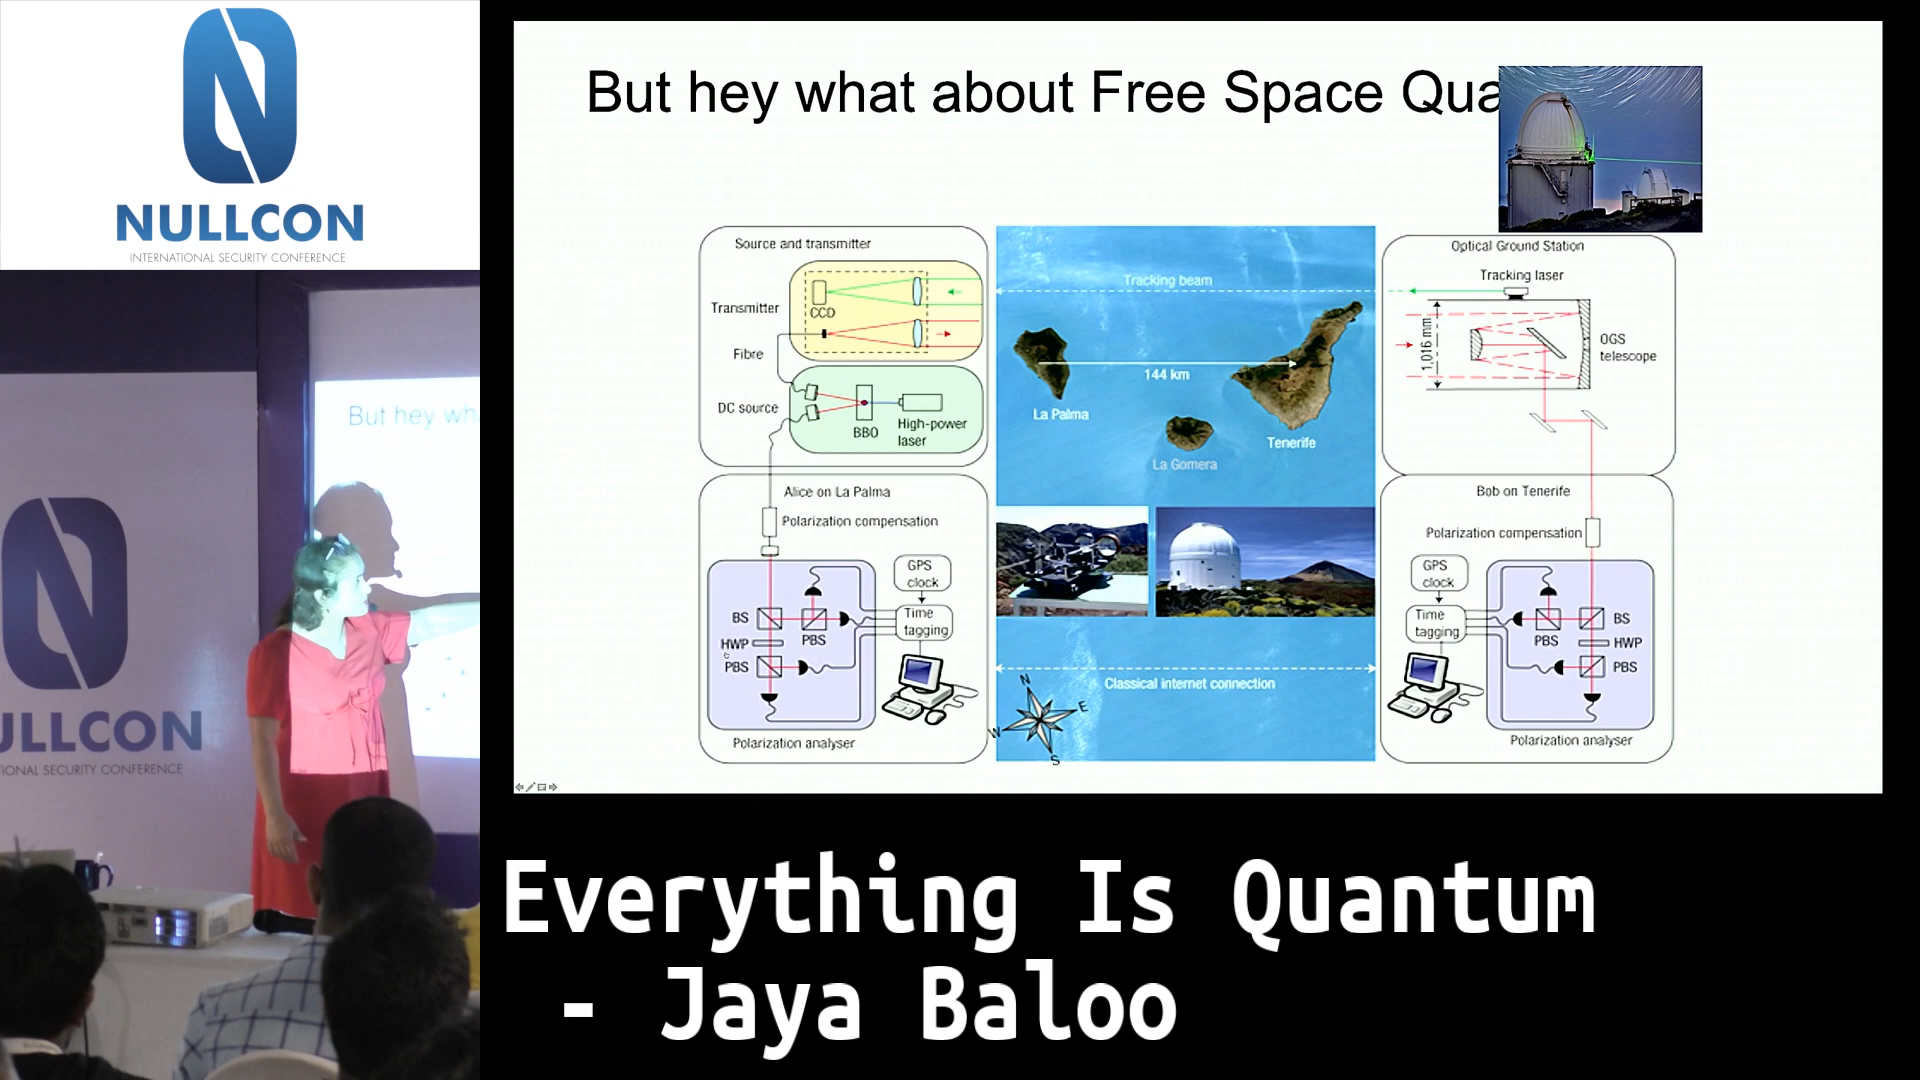 NULLCON
INTERNATIONAL SECURITY CONFERENCE
But hey wh
ULLCON
IONAL SECURITY CONFERENCE
But hey what about Free Space Qua
Source and transmitter
Transmitter
CCD
Fibre
DC source
BBO
High-power
laser
Alice on La Palma
Polarization compensation
GPS
clock
Time
tagging
BS
PBS
HWP
PBS
Polarization analyser
Tracking beam
144 km
La Palma
La Gomera
Tenerife
Classical internet connection
N
E
W
S
Optical Ground Station
Tracking laser
1,016 mm
OGS
telescope
Bob on Tenerife
Polarization compensation
GPS
clock
Time
tagging
BS
PBS
HWP
PBS
Polarization analyser
Everything Is Quantum
- Jaya Baloo